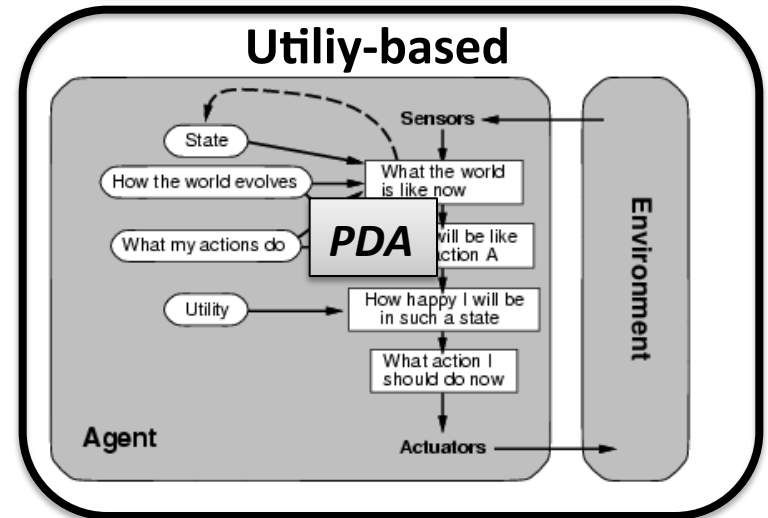 Utiliy-based
Sensors
State
What the world
is like now
How the world evolves
PDA
will be like
action A
What my actions do
How happy I will be
in such a state
Utility
What action I
should do now
Agent
Actuators
Environment